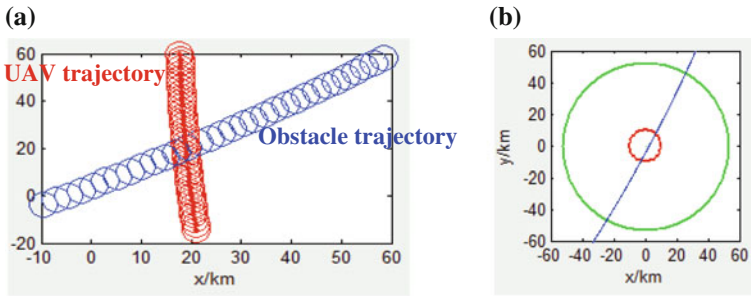 (a)
60
40
20
0
-20
-10 0 10 20 30 40 50 60
x/km
UAV trajectory
Obstacle trajectory
(b)
60
40
20
0
-20
-40
-60
-60 -40 -20 0 20 40 60
y/km
x/km